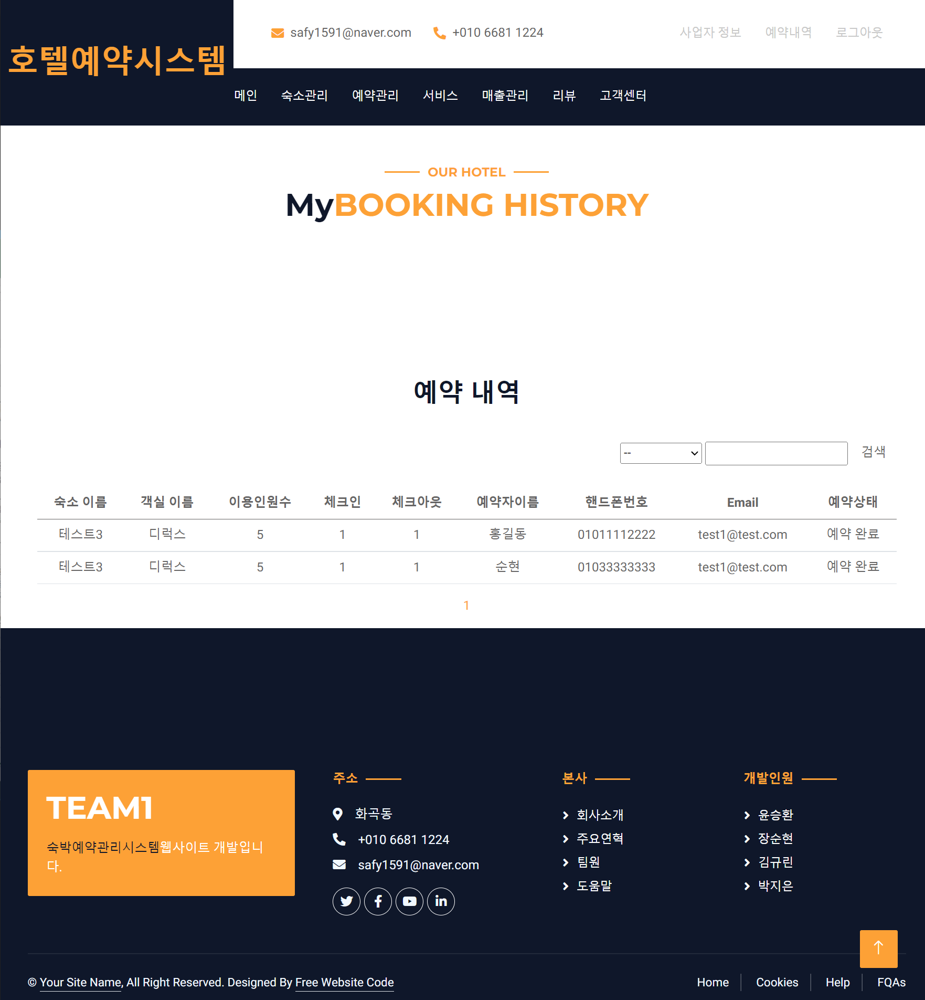 호텔예약시스템
safy1591@naver.com +010 6681 1224 사업자 정보 예약내역 로그아웃
메인 숙소관리 예약관리 서비스 매출관리 리뷰 고객센터
OUR HOTEL
MyBOOKING HISTORY
예약 내역
-- 검색
숙소 이름 객실 이름 이용인원수 체크인 체크아웃 예약자이름 핸드폰번호 Email 예약상태
테스트3 디럭스 5 1 1 홍길동 01011112222 test1@test.com 예약 완료
테스트3 디럭스 5 1 1 순현 01033333333 test1@test.com 예약 완료
1
TEAM1
숙박예약관리시스템웹사이트 개발입니
다.
주소
화곡동
+010 6681 1224
safy1591@naver.com
본사
회사소개
주요연혁
팀원
도움말
개발인원
윤승환
장순현
김규린
박지은
© Your Site Name, All Right Reserved. Designed By Free Website Code
Home Cookies Help FQAs